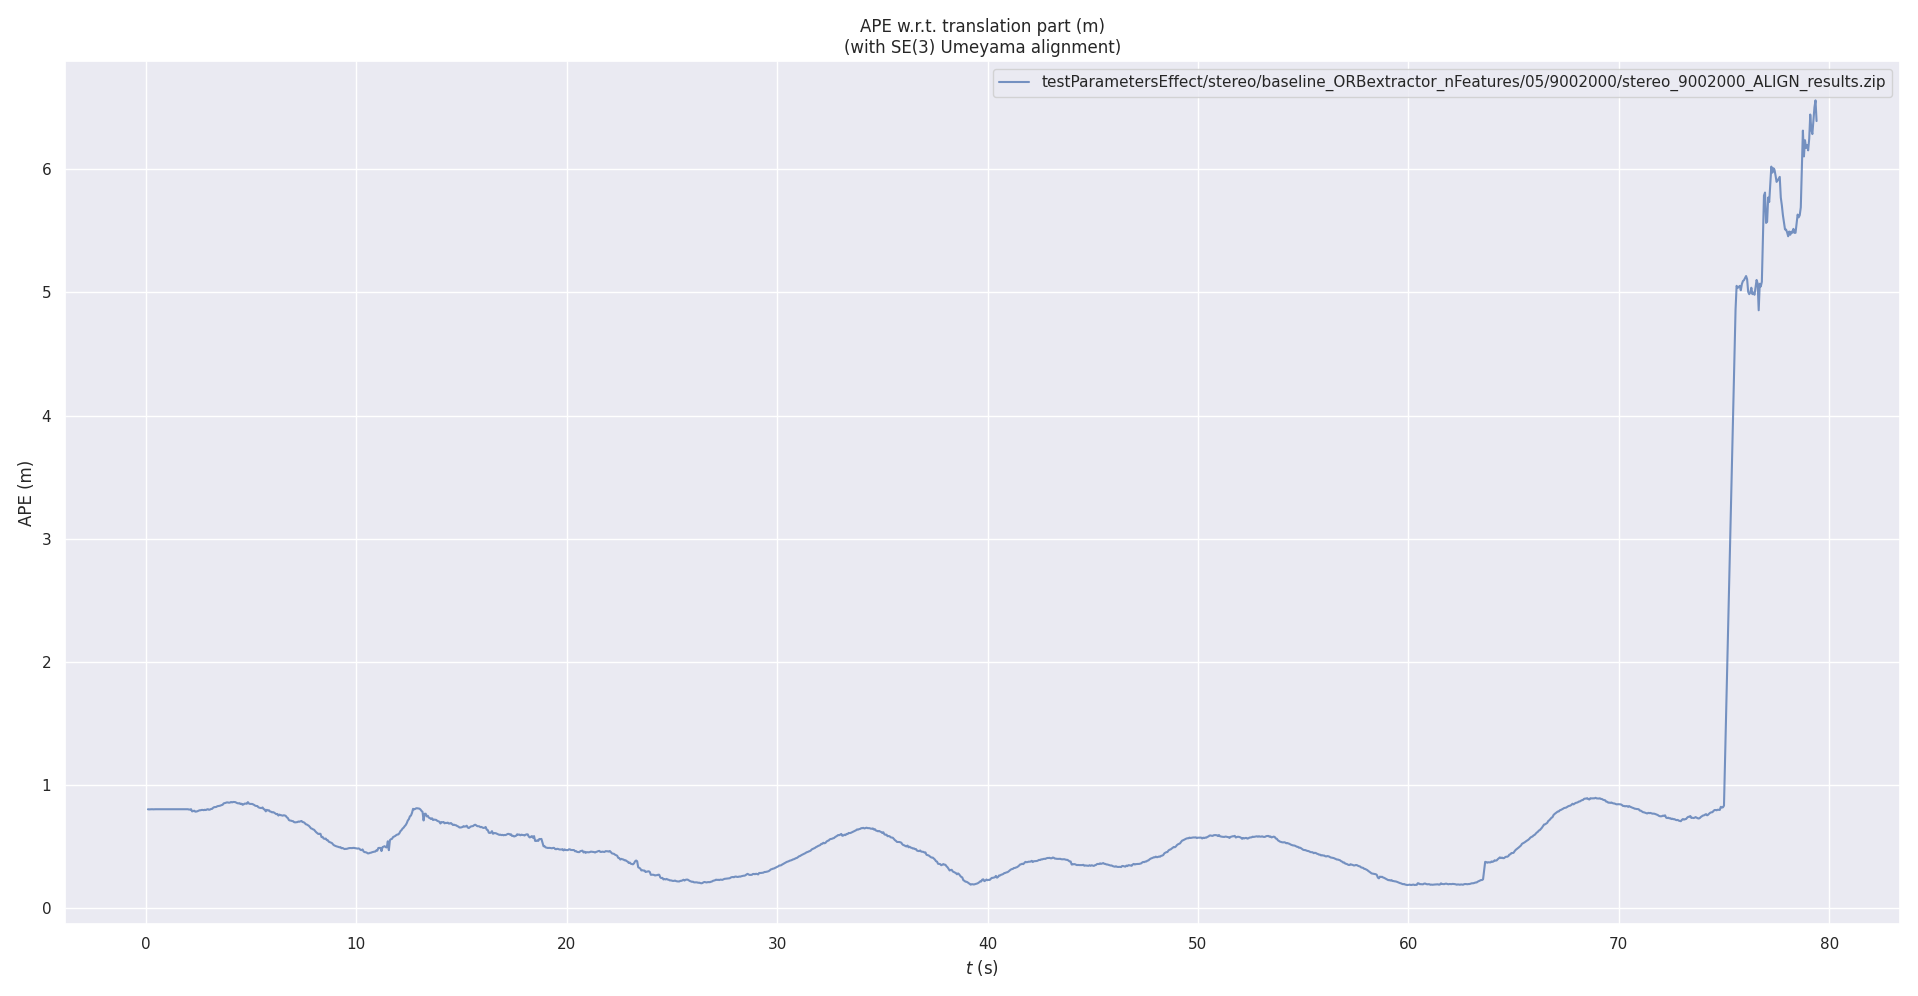 APE w.r.t. translation part (m)
(with SE(3) Umeyama alignment)
testParametersEffect/stereo/baseline_ORBextractor_nFeatures/05/9002000/stereo_9002000_ALIGN_results.zip
APE (m)
6
5
4
3
2
1
0
0 10 20 30 40 50 60 70 80
t (s)